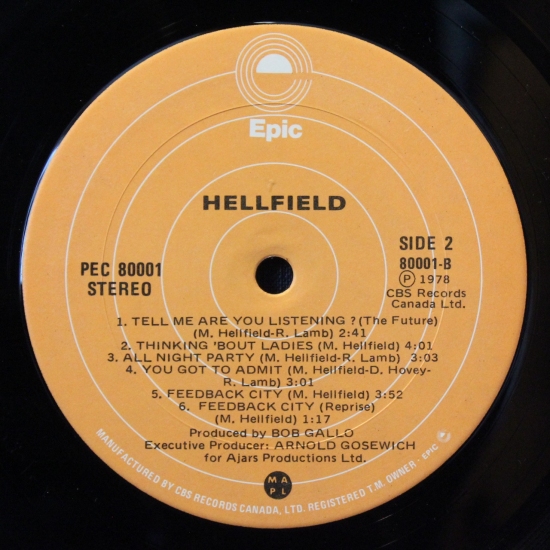 Epic
HELLFIELD
PEC 80001
STEREO
SIDE 2
80001-B
Ⓟ 1978
CBS Records
Canada Ltd.
1. TELL ME ARE YOU LISTENING ? (The Future)
(M. Hellfield-R. Lamb) 2:41
2. THINKING 'BOUT LADIES (M. Hellfield) 4:01
3. ALL NIGHT PARTY (M. Hellfield-R. Lamb) 3:03
4. YOU GOT TO ADMIT (M. Hellfield-D. Hovey-
R. Lamb) 3:01
5. FEEDBACK CITY (M. Hellfield) 3:52
6. FEEDBACK CITY (Reprise)
(M. Hellfield) 1:17
Produced by BOB GALLO
Executive Producer: ARNOLD GOSEWICH
for Ajars Productions Ltd.
M A
P L
MANUFACTURED BY CBS RECORDS CANADA, LTD. REGISTERED T.M. OWNER - EPIC